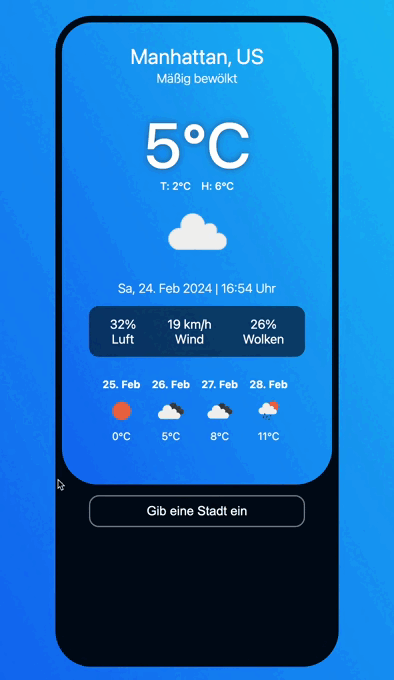 Manhattan, US
Mäßig bewölkt
5°C
T: 2°C H: 6°C
Sa, 24. Feb 2024 | 16:54 Uhr
32% 19 km/h 26%
Luft Wind Wolken
25. Feb 26. Feb 27. Feb 28. Feb
0°C 5°C 8°C 11°C
Gib eine Stadt ein